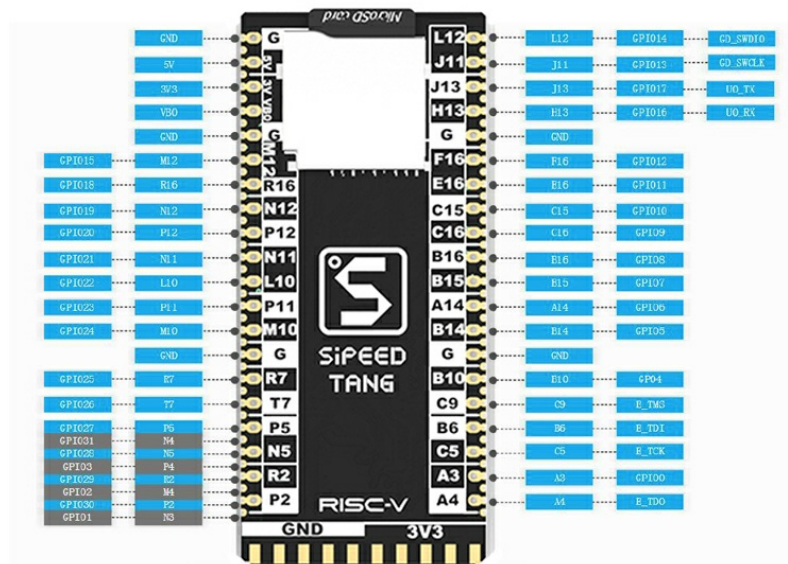 MicroSD card
GND G L12 L12 GPIO14 GD_SWDIO
5V 5V J11 J11 GPIO13 GD_SWCLK
3V3 3V J13 J13 GPIO17 U0_TX
VBO VBO H13 H13 GPIO16 U0_RX
GND G G GND
GPIO15 M12 M12 F16 F16 GPIO12
GPIO18 R16 R16 E16 E16 GPIO11
GPIO19 N12 N12 C15 C15 GPIO10
GPIO20 P12 P12 C16 C16 GPIO9
GPIO21 N11 N11 B16 B16 GPIO8
GPIO22 L10 L10 B15 B15 GPIO7
GPIO23 P11 P11 A14 A14 GPIO6
GPIO24 M10 M10 B14 B14 GPIO5
GND G SiPEED G GND
GPIO25 R7 R7 TANG B10 B10 GPO4
GPIO26 T7 T7 C9 C9 E_TMS
GPIO27 P5 P5 B6 B6 E_TDI
GPIO31 N4
GPIO28 N5 N5 C5 C5 E_TCK
GPIO3 P4
GPIO29 R2 R2 A3 A3 GPIO0
GPIO2 M4
GPIO30 P2 P2 RISC-V A4 A4 E_TDO
GPIO1 N3
GND 3V3